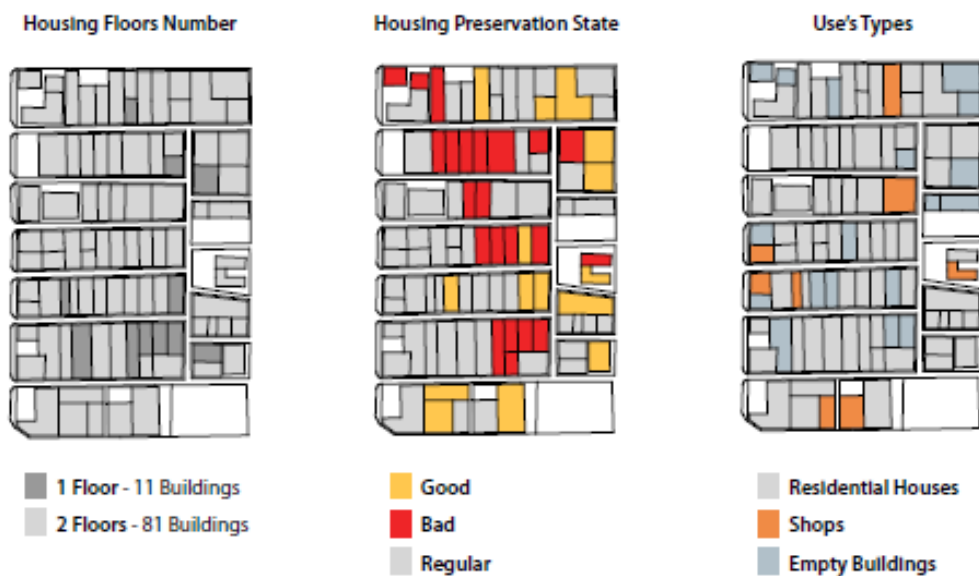 Housing Floors Number
Housing Preservation State
Use's Types
1 Floor - 11 Buildings
2 Floors - 81 Buildings
Good
Bad
Regular
Residential Houses
Shops
Empty Buildings